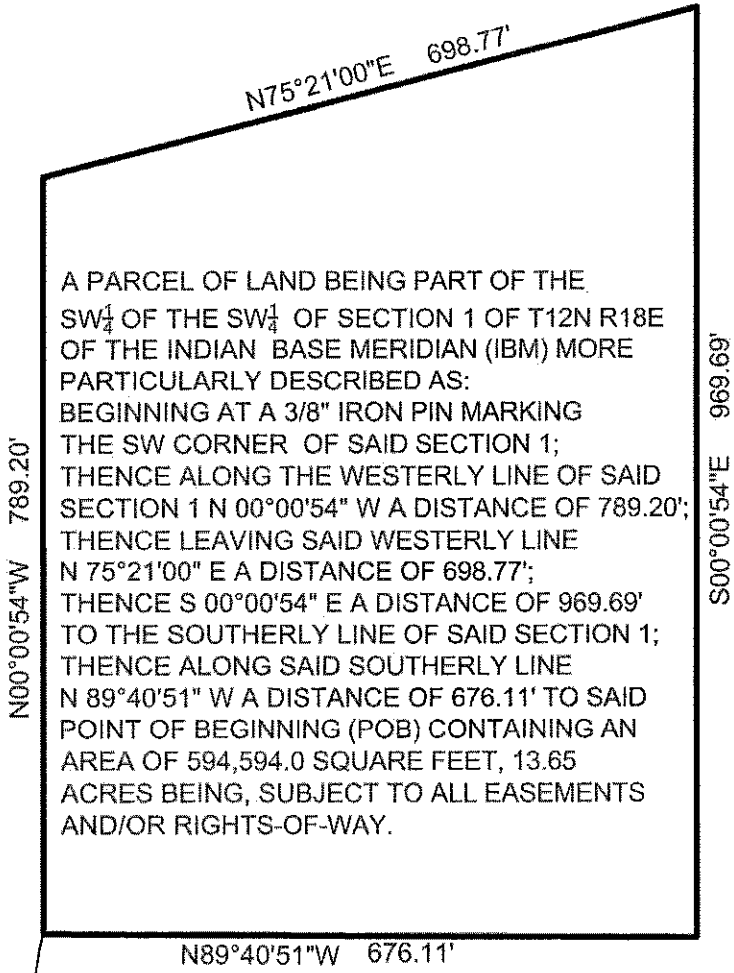 N75°21'00"E 698.77'
A PARCEL OF LAND BEING PART OF THE
SW¼ OF THE SW¼ OF SECTION 1 OF T12N R18E
OF THE INDIAN BASE MERIDIAN (IBM) MORE
PARTICULARLY DESCRIBED AS:
BEGINNING AT A 3/8" IRON PIN MARKING
THE SW CORNER OF SAID SECTION 1;
THENCE ALONG THE WESTERLY LINE OF SAID
SECTION 1 N 00°00'54" W A DISTANCE OF 789.20';
THENCE LEAVING SAID WESTERLY LINE
N 75°21'00" E A DISTANCE OF 698.77';
THENCE S 00°00'54" E A DISTANCE OF 969.69'
TO THE SOUTHERLY LINE OF SAID SECTION 1;
THENCE ALONG SAID SOUTHERLY LINE
N 89°40'51" W A DISTANCE OF 676.11' TO SAID
POINT OF BEGINNING (POB) CONTAINING AN
AREA OF 594,594.0 SQUARE FEET, 13.65
ACRES BEING, SUBJECT TO ALL EASEMENTS
AND/OR RIGHTS-OF-WAY.
N00°00'54"W 789.20'
S00°00'54"E 969.69'
N89°40'51"W 676.11'